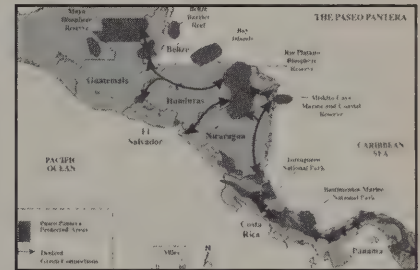 THE PASEO PANTERA
Maya
Biosphere
Reserve
Belize
Barrier
Reef
Bay
Islands
Belize
Rio Platano
Biosphere
Reserve
Guatemala
Honduras
Miskito Cays
Marine and Coastal
Reserve
El
Salvador
Nicaragua
CARIBBEAN
SEA
PACIFIC
OCEAN
Tortuguero
National Park
Bastimentos Marine
National Park
Costa
Rica
Panama
Paseo Pantera
Protected Areas
Desired
Green Connections
Miles
N